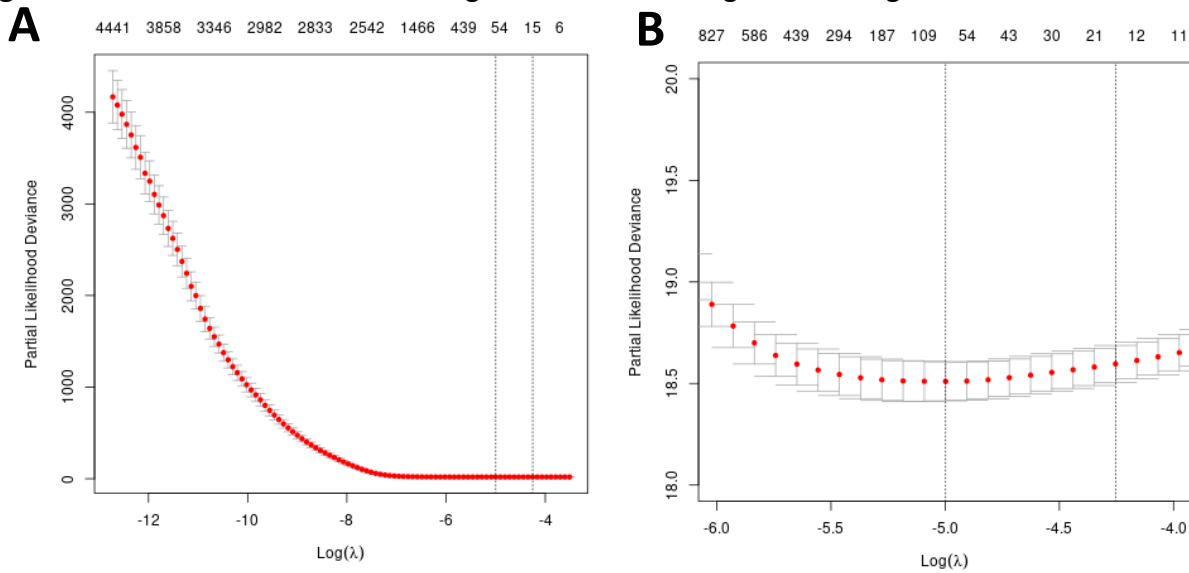 A
4441 3858 3346 2982 2833 2542 1466 439 54 15 6
Partial Likelihood Deviance
4000
3000
2000
1000
0
-12 -10 -8 -6 -4
Log(λ)
B
827 586 439 294 187 109 54 43 30 21 12 11
Partial Likelihood Deviance
20.0
19.5
19.0
18.5
18.0
-6.0 -5.5 -5.0 -4.5 -4.0
Log(λ)